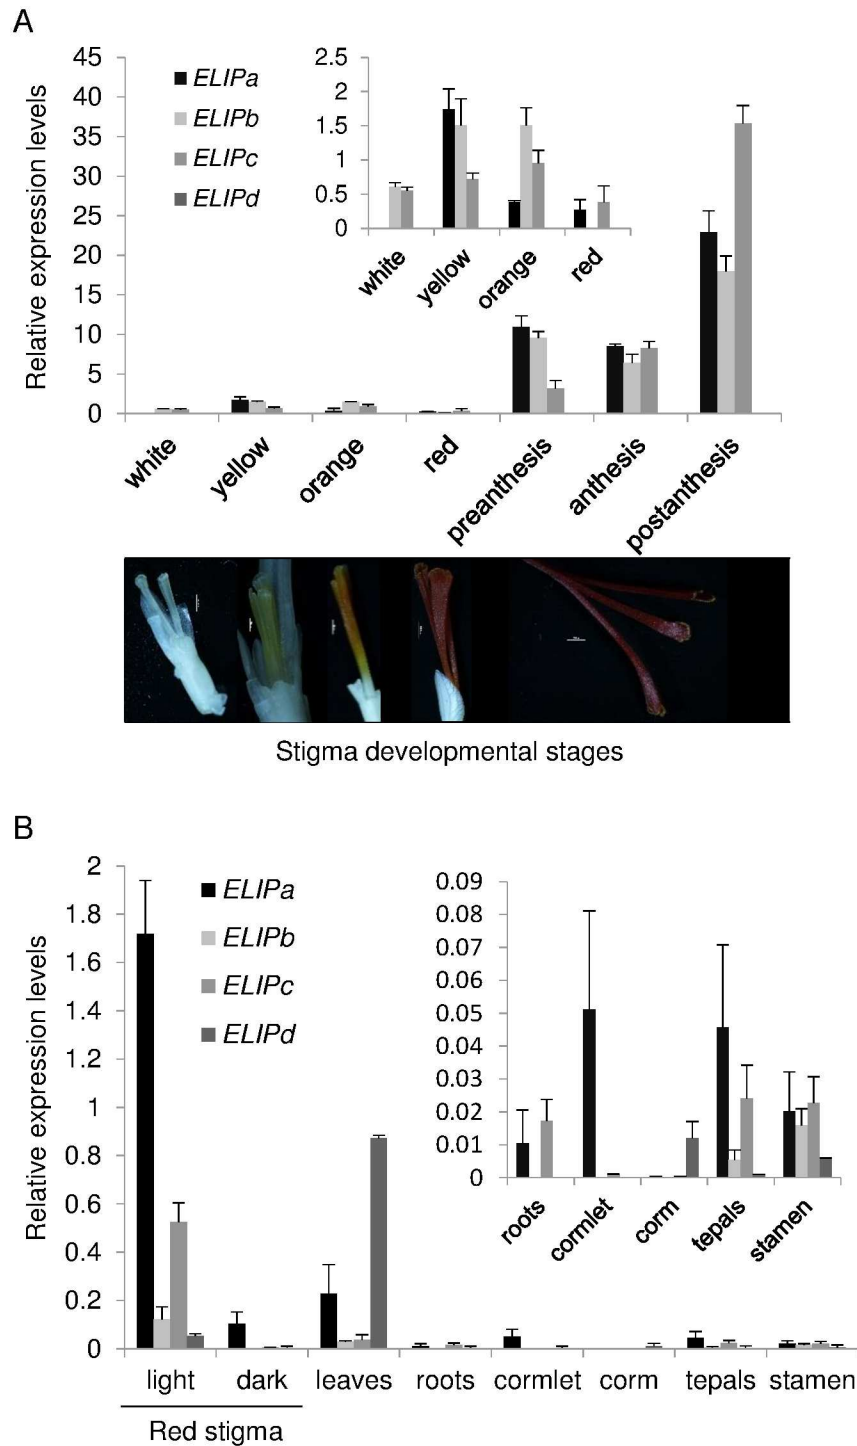 A
Relative expression levels
45
40
35
30
25
20
15
10
5
0
ELIPa
ELIPb
ELIPc
ELIPd
2.5
2
1.5
1
0.5
0
white
yellow
orange
red
white
yellow
orange
red
preanthesis
anthesis
postanthesis
Stigma developmental stages
B
Relative expression levels
2
1.8
1.6
1.4
1.2
1
0.8
0.6
0.4
0.2
0
ELIPa
ELIPb
ELIPc
ELIPd
0.09
0.08
0.07
0.06
0.05
0.04
0.03
0.02
0.01
0
roots
cormlet
corm
tepals
stamen
light dark leaves roots cormlet corm tepals stamen
Red stigma